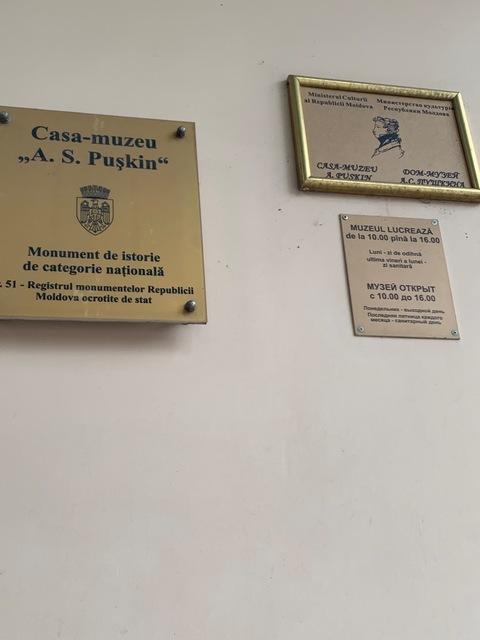 Casa-muzeu
„A. S. Puşkin“
Monument de istorie
de categorie naţională
. 51 - Registrul monumentelor Republicii
Moldova ocrotite de stat
Ministerul Culturii
al Republicii Moldova
Министерство культуры
Республики Молдова
CASA-MUZEU
A. PUŞKIN
ДОМ-МУЗЕЙ
А.С. ПУШКИНА
MUZEUL LUCREAZĂ
de la 10.00 pînă la 16.00
Luni - zi de odihnă
ultima vineri a lunei -
zi sanitară
МУЗЕЙ ОТКРЫТ
с 10.00 до 16.00
Понедельник - выходной день
Последняя пятница каждого
месяца - санитарный день